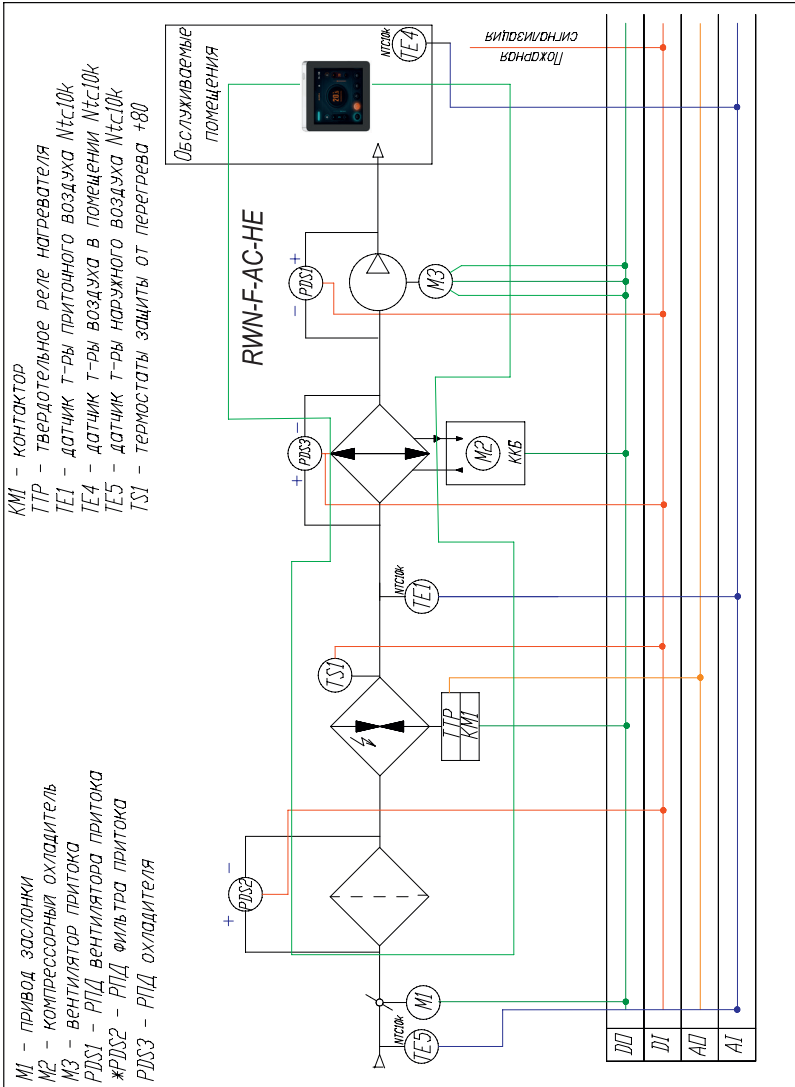 М1 – привод заслонки
М2 – компрессорный охладитель
М3 – вентилятор притока
PDS1 – РПД вентилятора притока
*PDS2 – РПД фильтра притока
PDS3 – РПД охладителя
КМ1 – контактор
ТТР – твердотельное реле нагревателя
ТЕ1 – датчик т-ры приточного воздуха Ntc10k
ТЕ4 – датчик т-ры воздуха в помещении Ntc10k
ТЕ5 – датчик т-ры наружного воздуха Ntc10k
TS1 – термостаты защиты от перегрева +80
RWN-F-AC-HE
Обслуживаемые
помещения
NTC10k
TE4
Пожарная
сигнализация
+
PDS2
–
+
PDS3
–
–
PDS1
+
TS1
NTC10k
TE5
M1
ТТР
КМ1
NTC10k
TE1
M2
ККБ
M3
DO
DI
AO
AI